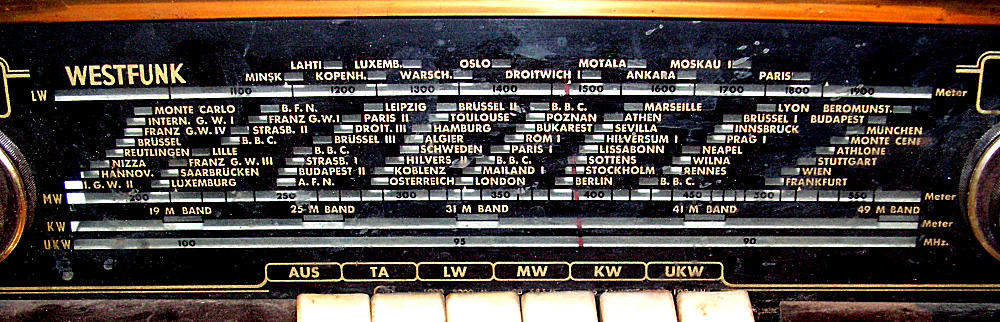 LAHTI LUXEMB. OSLO MOTALA MOSKAU I
WESTFUNK MINSK KOPENH. WARSCH. DROITWICH I ANKARA PARIS
LW 1100 1200 1300 1400 1500 1600 1700 1800 1900 Meter
MONTE CARLO B.F.N. LEIPZIG BRÜSSEL II B.B.C. MARSEILLE LYON BEROMUNST.
INTERN. G.W. I FRANZ G.W. I PARIS II TOULOUSE POZNAN ATHEN BRÜSSEL I BUDAPEST
FRANZ G.W. IV STRASB. II DROIT. III HAMBURG BUKAREST SEVILLA INNSBRUCK MÜNCHEN
BRÜSSEL B.B.C. BRÜSSEL III ALGIER ROM I HILVERSUM I PRAG I MONTE CENE
REUTLINGEN LILLE B.B.C. SCHWEDEN PARIS I LISSABONN NEAPEL ATHLONE
NIZZA FRANZ G.W. III STRASB. I HILVERS. II B.B.C. SOTTENS WILNA STUTTGART
HANNOV. SAARBRÜCKEN BUDAPEST II KOBLENZ MAILAND I STOCKHOLM RENNES WIEN
I. G.W. II LUXEMBURG A.F.N. OSTERREICH LONDON BERLIN B.B.C. FRANKFURT
MW 200 250 300 350 400 450 500 550 Meter
19 M BAND 25 M BAND 31 M BAND 41 M BAND 49 M BAND
KW Meter
UKW 100 95 90 MHz.
AUS TA LW MW KW UKW